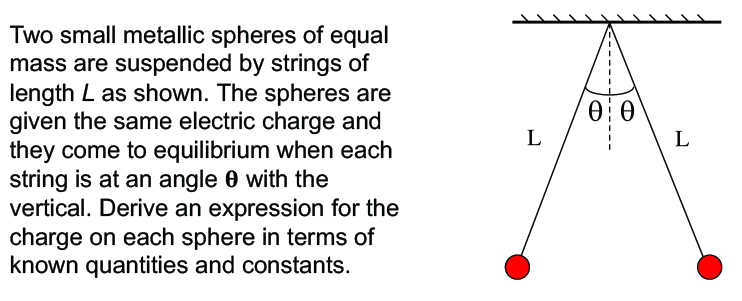 Two small metallic spheres of equal
mass are suspended by strings of
length L as shown. The spheres are
given the same electric charge and
they come to equilibrium when each
string is at an angle θ with the
vertical. Derive an expression for the
charge on each sphere in terms of
known quantities and constants.
θ θ
L L